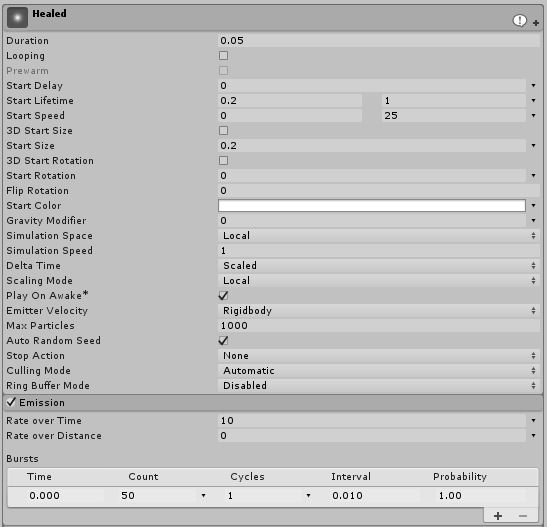 Healed
Duration 0.05
Looping
Prewarm
Start Delay 0
Start Lifetime 0.2 1
Start Speed 0 25
3D Start Size
Start Size 0.2
3D Start Rotation
Start Rotation 0
Flip Rotation 0
Start Color
Gravity Modifier 0
Simulation Space Local
Simulation Speed 1
Delta Time Scaled
Scaling Mode Local
Play On Awake*
Emitter Velocity Rigidbody
Max Particles 1000
Auto Random Seed
Stop Action None
Culling Mode Automatic
Ring Buffer Mode Disabled
Emission
Rate over Time 10
Rate over Distance 0
Bursts
Time Count Cycles Interval Probability
0.000 50 1 0.010 1.00